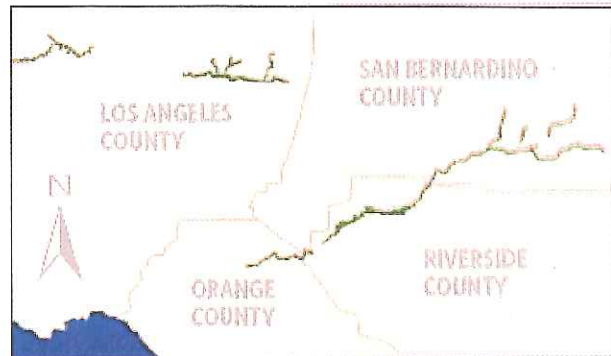 SAN BERNARDINO
COUNTY
LOS ANGELES
COUNTY
N
RIVERSIDE
COUNTY
ORANGE
COUNTY